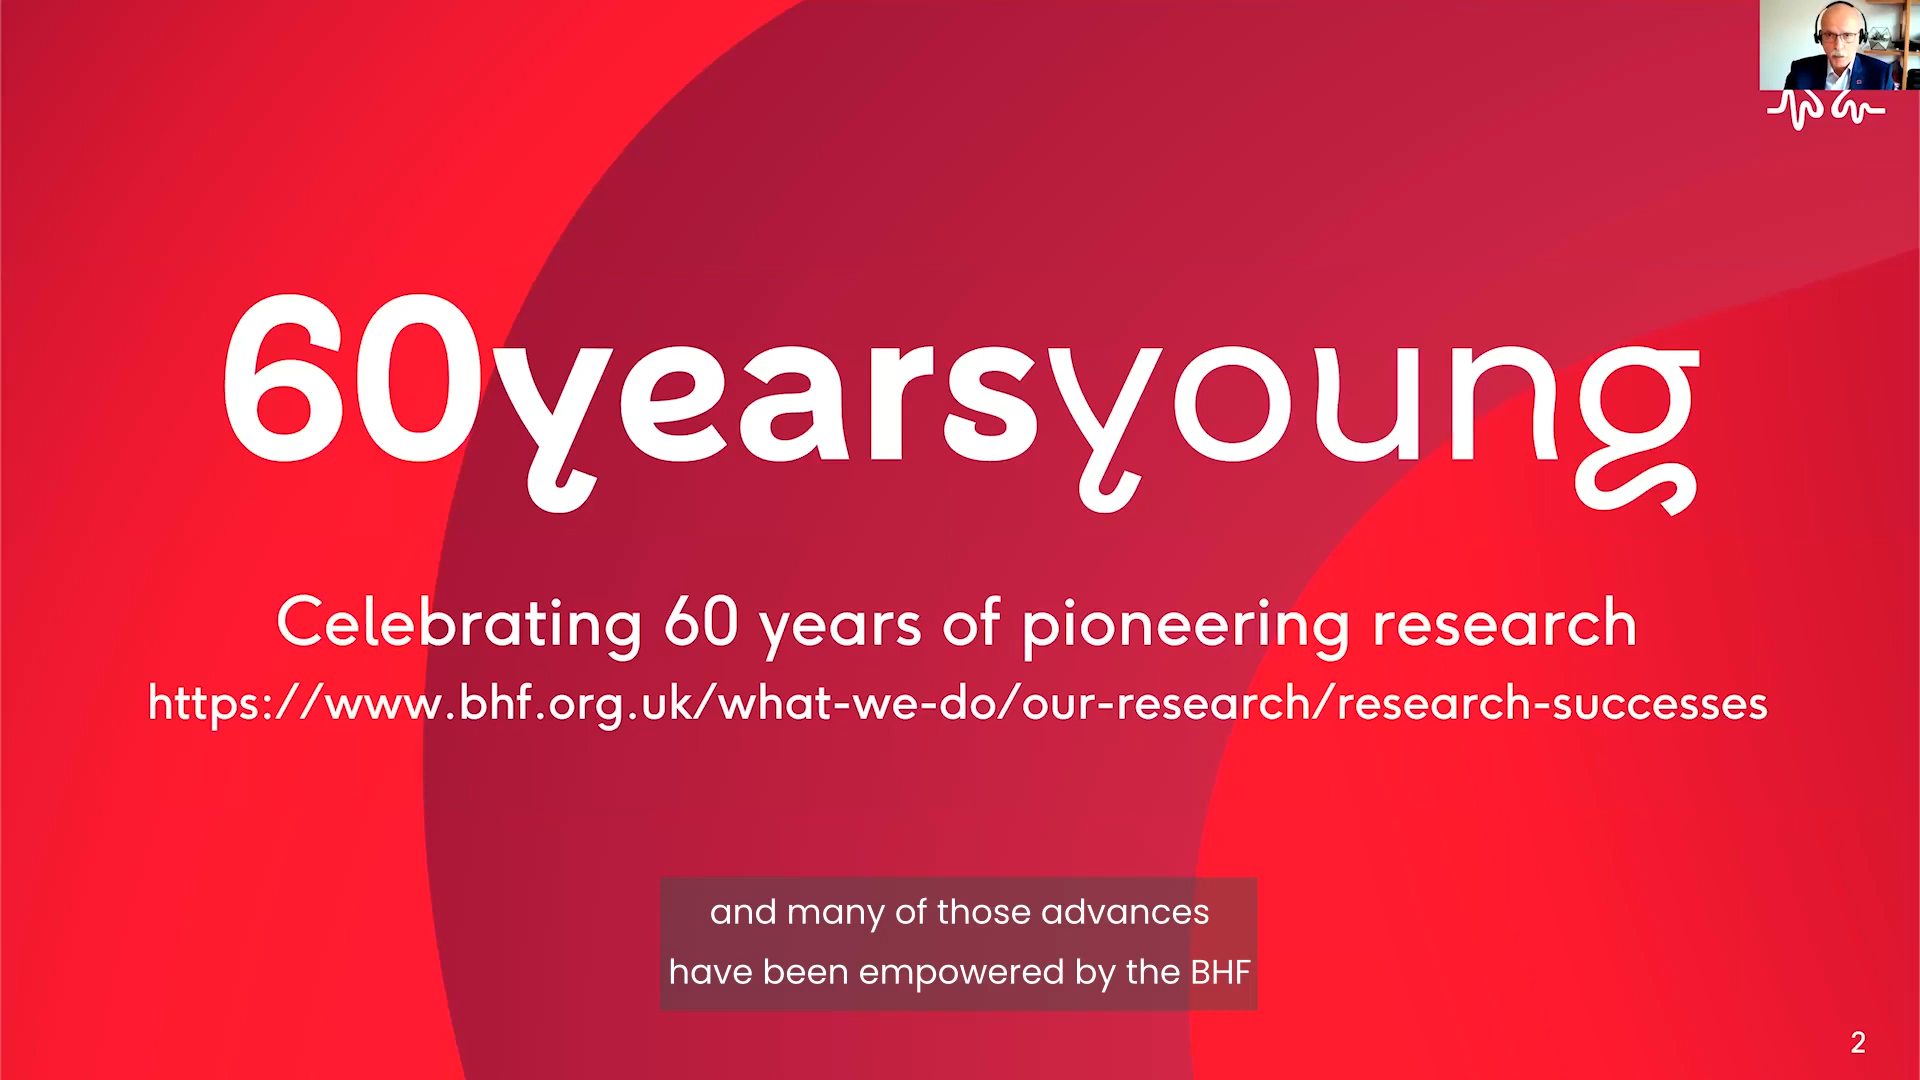 60yearsyoung
Celebrating 60 years of pioneering research
https://www.bhf.org.uk/what-we-do/our-research/research-successes
and many of those advances
have been empowered by the BHF
2